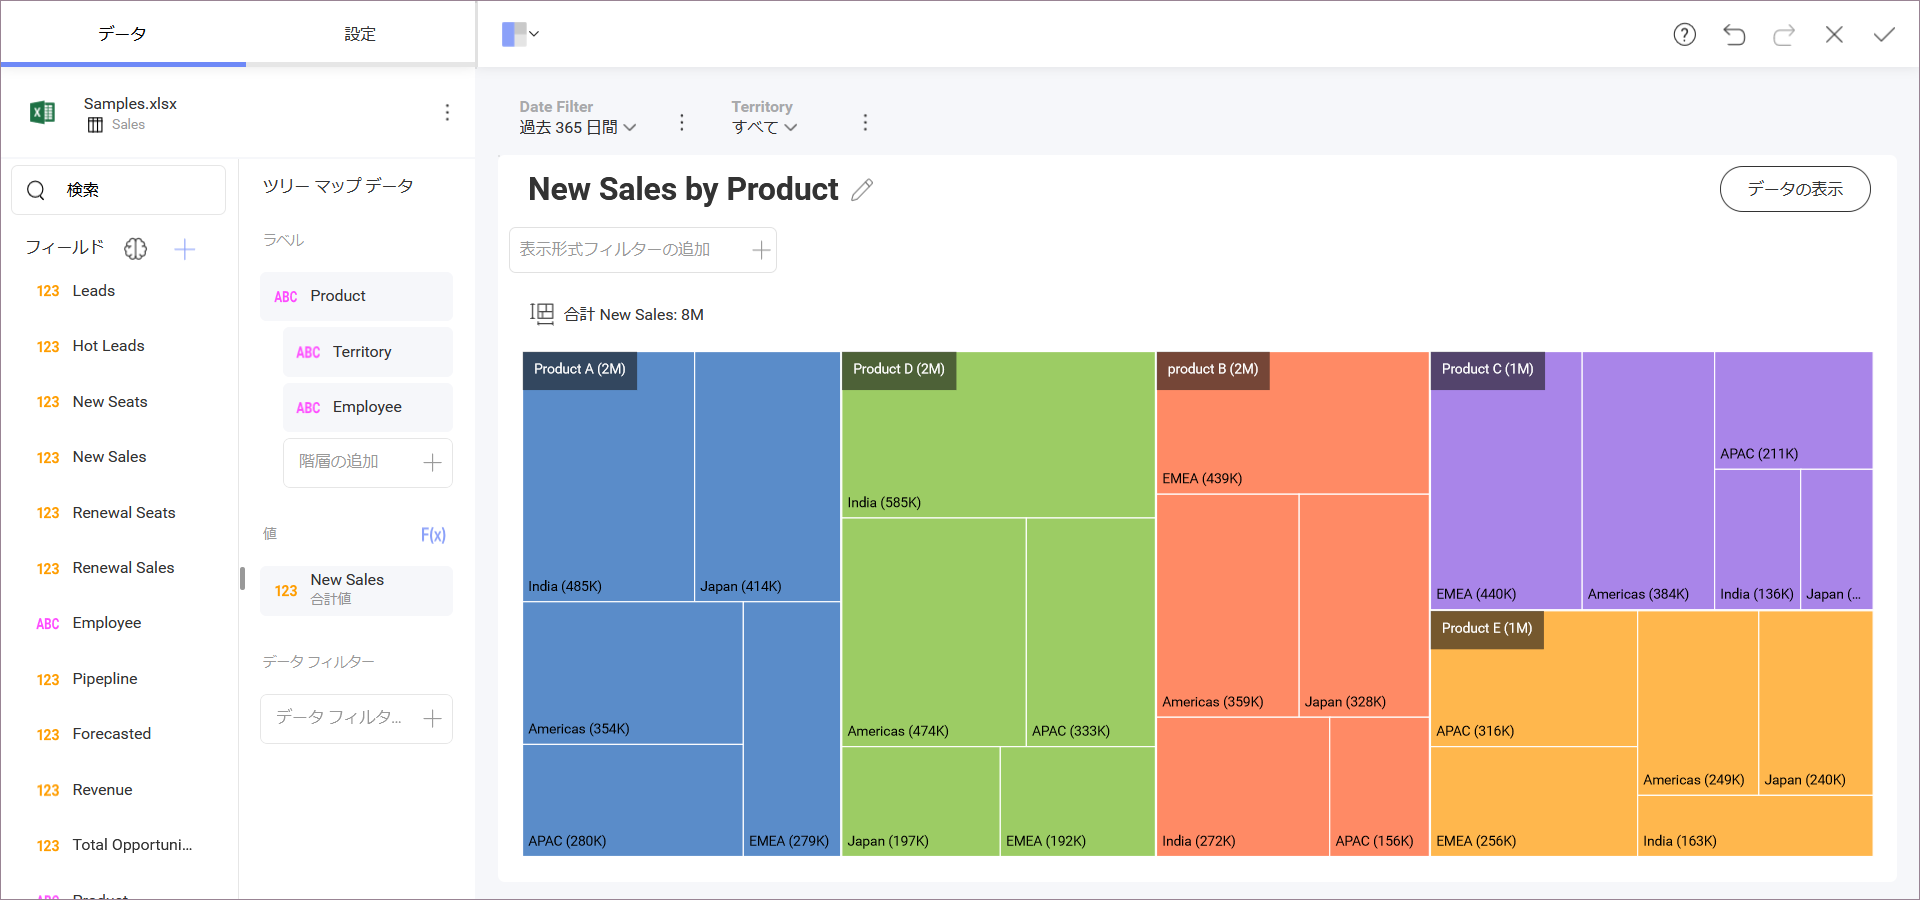 データ
設定
Samples.xlsx
Sales
検索
フィールド
123 Leads
123 Hot Leads
123 New Seats
123 New Sales
123 Renewal Seats
123 Renewal Sales
ABC Employee
123 Pipepline
123 Forecasted
123 Revenue
123 Total Opportuni...
ABC Product
ツリー マップ データ
ラベル
ABC Product
ABC Territory
ABC Employee
階層の追加
値 F(x)
123 New Sales
合計値
データ フィルター
データ フィルタ...
Date Filter
過去 365 日間
Territory
すべて
New Sales by Product
データの表示
表示形式フィルターの追加
合計 New Sales: 8M
Product A (2M)
India (485K)
Japan (414K)
Americas (354K)
APAC (280K)
EMEA (279K)
Product D (2M)
India (585K)
Americas (474K)
APAC (333K)
Japan (197K)
EMEA (192K)
product B (2M)
EMEA (439K)
Americas (359K)
Japan (328K)
India (272K)
APAC (156K)
Product C (1M)
EMEA (440K)
Americas (384K)
APAC (211K)
India (136K)
Japan (...
Product E (1M)
APAC (316K)
EMEA (256K)
Americas (249K)
Japan (240K)
India (163K)